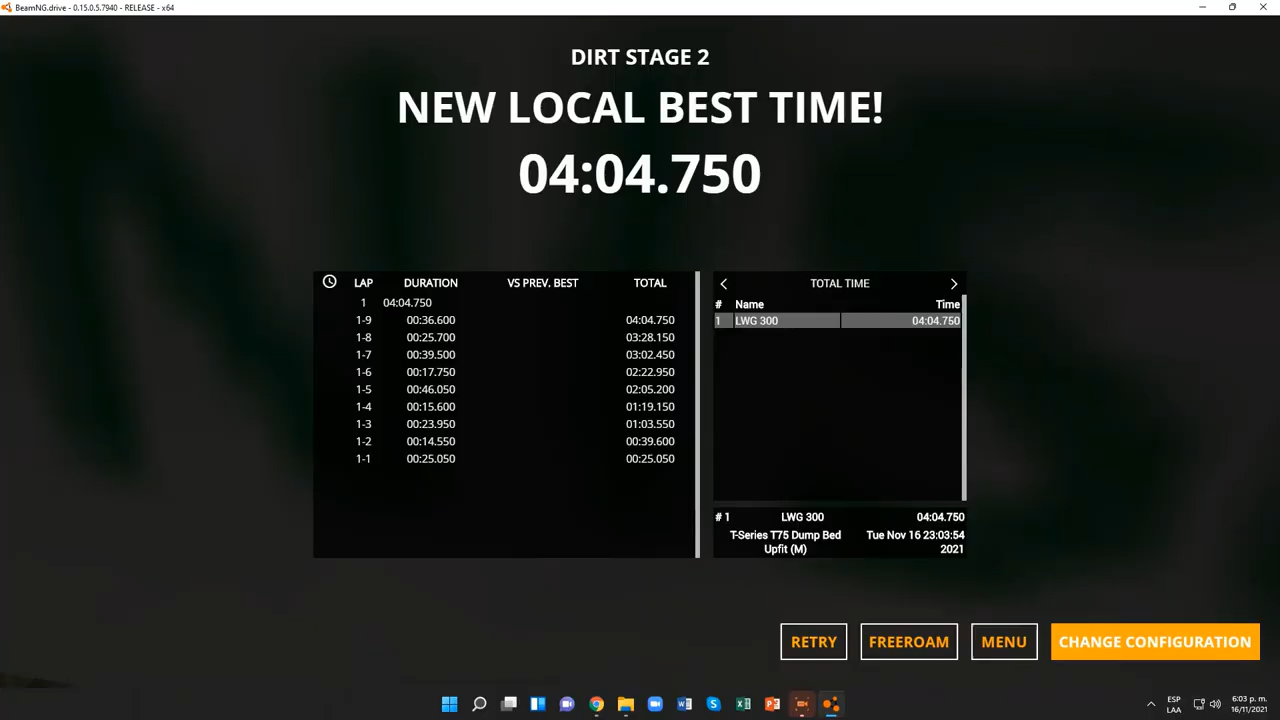 BeamNG.drive - 0.15.0.5.7940 - RELEASE - x64
DIRT STAGE 2
NEW LOCAL BEST TIME!
04:04.750
LAP DURATION VS PREV. BEST TOTAL
1 04:04.750
1-9 00:36.600 04:04.750
1-8 00:25.700 03:28.150
1-7 00:39.500 03:02.450
1-6 00:17.750 02:22.950
1-5 00:46.050 02:05.200
1-4 00:15.600 01:19.150
1-3 00:23.950 01:03.550
1-2 00:14.550 00:39.600
1-1 00:25.050 00:25.050
TOTAL TIME
# Name Time
1 LWG 300 04:04.750
# 1 LWG 300 04:04.750
T-Series T75 Dump Bed Tue Nov 16 23:03:54
Upfit (M) 2021
RETRY FREEROAM MENU CHANGE CONFIGURATION
ESP 6:03 p. m.
LAA 16/11/2021